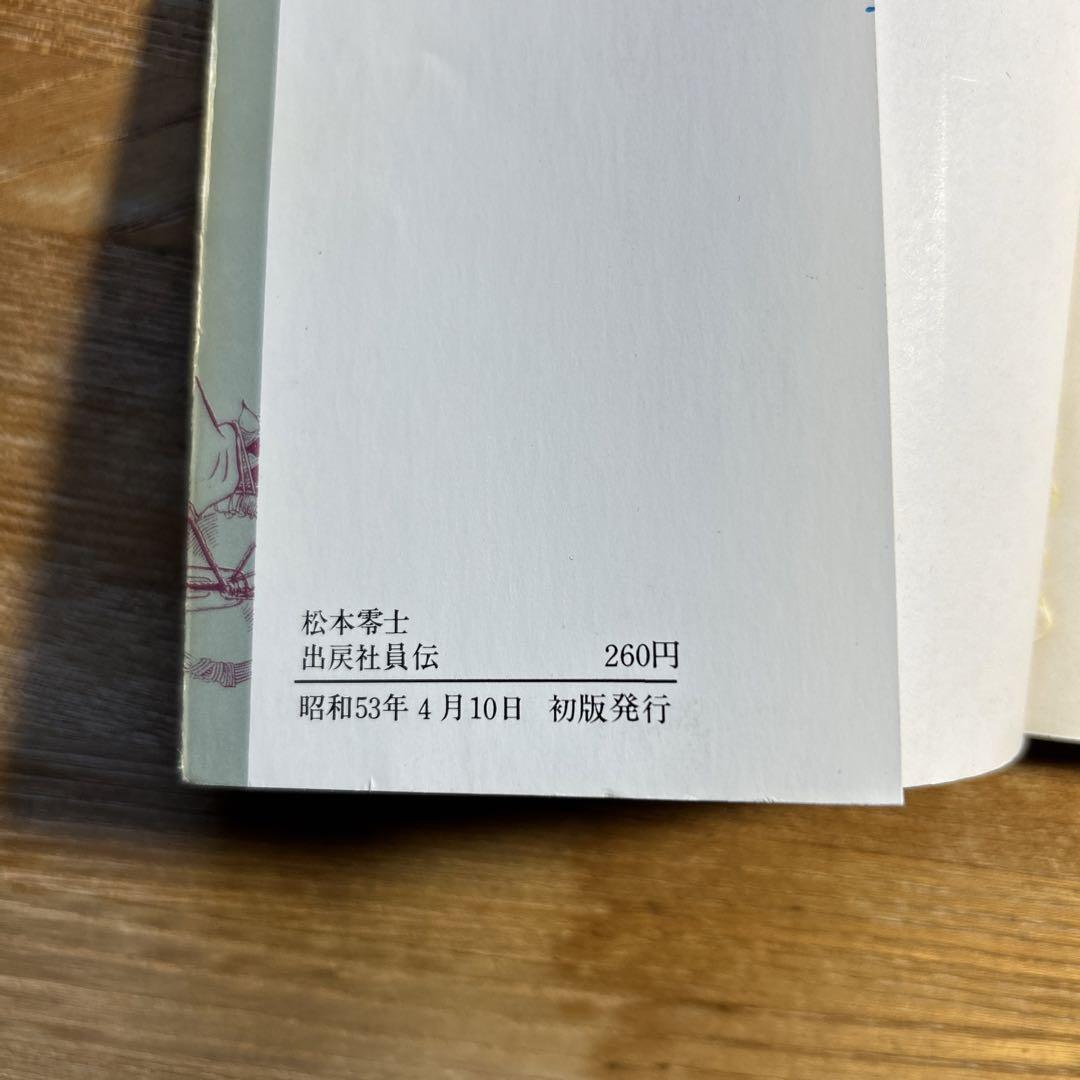 松本零士
出戻社員伝 260円
昭和53年4月10日 初版発行